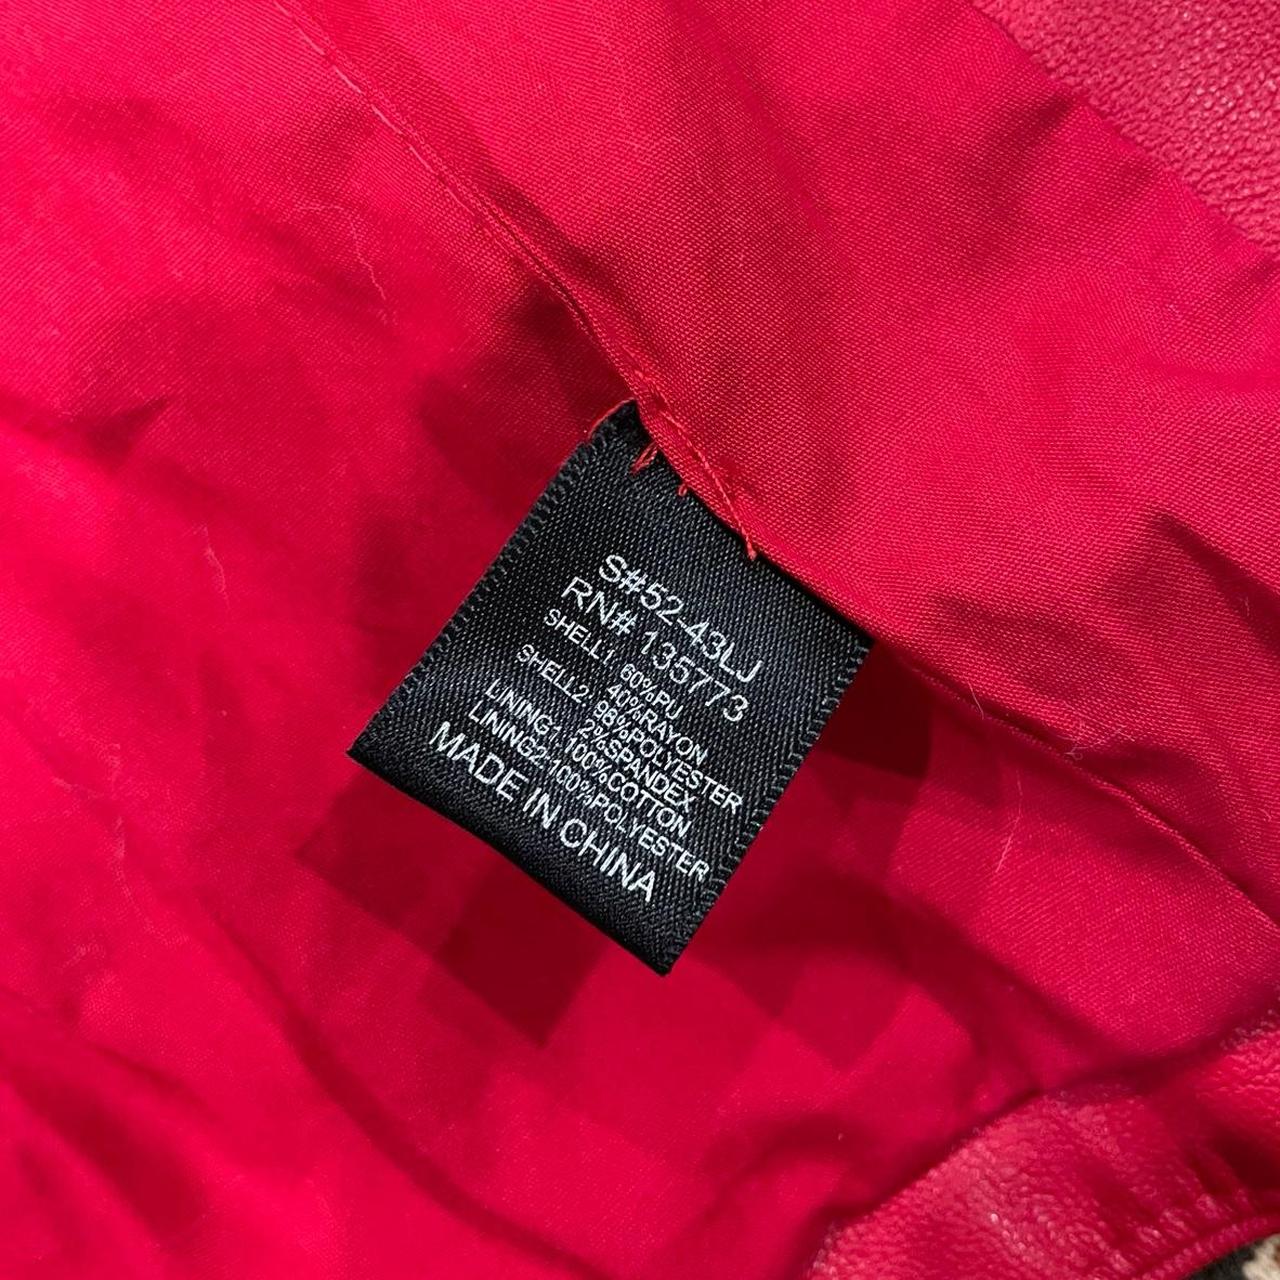 S#52-43LJ
RN# 135773
SHELL1: 60%PU
40%RAYON
SHELL2: 98%POLYESTER
2%SPANDEX
LINING1:100%COTTON
LINING2:100%POLYESTER
MADE IN CHINA